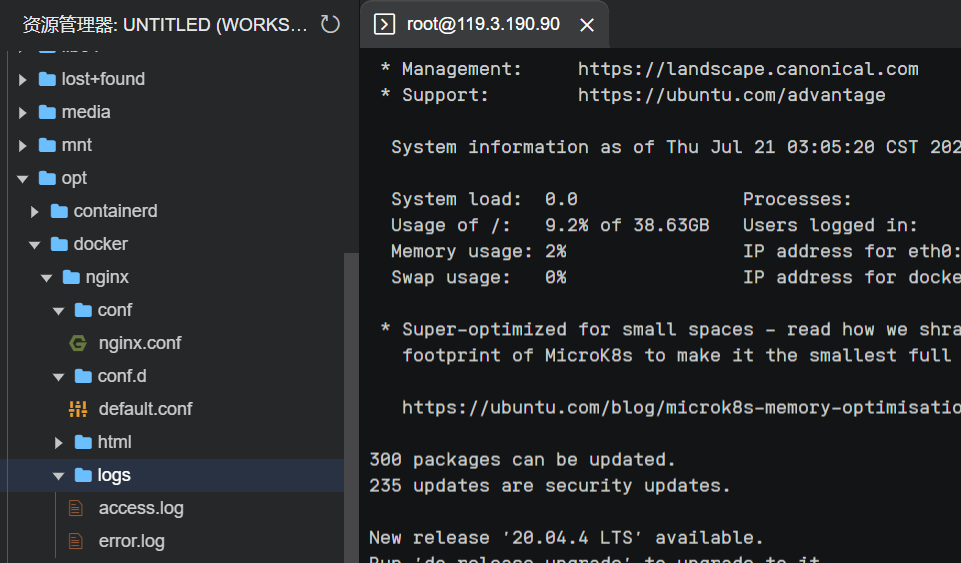 资源管理器: UNTITLED (WORKS...
lost+found
media
mnt
opt
containerd
docker
nginx
conf
nginx.conf
conf.d
default.conf
html
logs
access.log
error.log
root@119.3.190.90
* Management: https://landscape.canonical.com
* Support: https://ubuntu.com/advantage
System information as of Thu Jul 21 03:05:20 CST 202
System load: 0.0 Processes:
Usage of /: 9.2% of 38.63GB Users logged in:
Memory usage: 2% IP address for eth0:
Swap usage: 0% IP address for docke
* Super-optimized for small spaces - read how we shra
footprint of MicroK8s to make it the smallest full
https://ubuntu.com/blog/microk8s-memory-optimisatio
300 packages can be updated.
235 updates are security updates.
New release '20.04.4 LTS' available.
Run 'do-release-upgrade' to upgrade to it